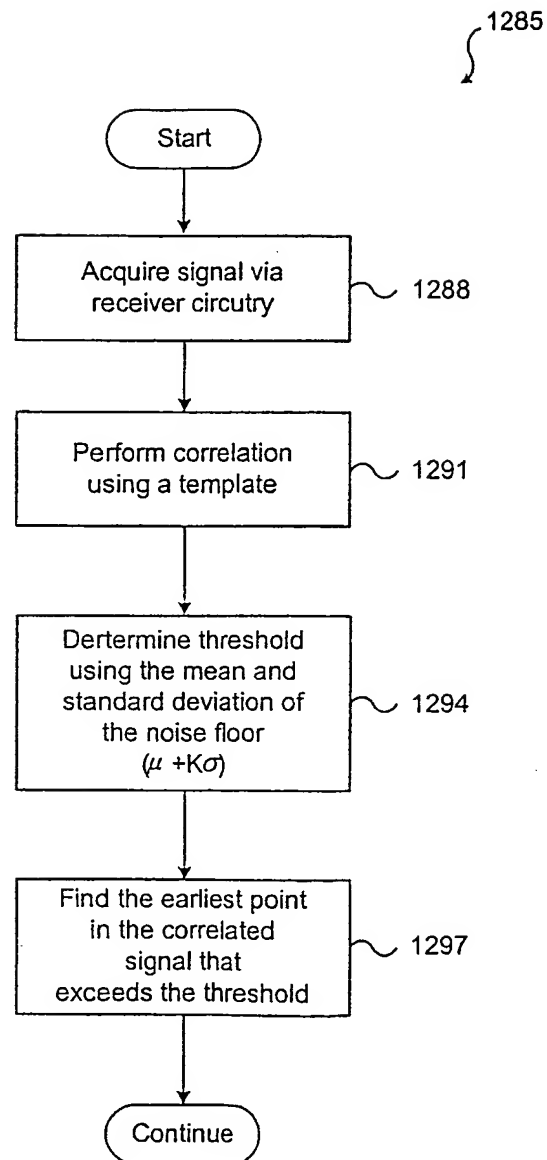 1285
Start
Acquire signal via
receiver circutry
1288
Perform correlation
using a template
1291
Dertermine threshold
using the mean and
standard deviation of
the noise floor
(μ +Kσ)
1294
Find the earliest point
in the correlated
signal that
exceeds the threshold
1297
Continue